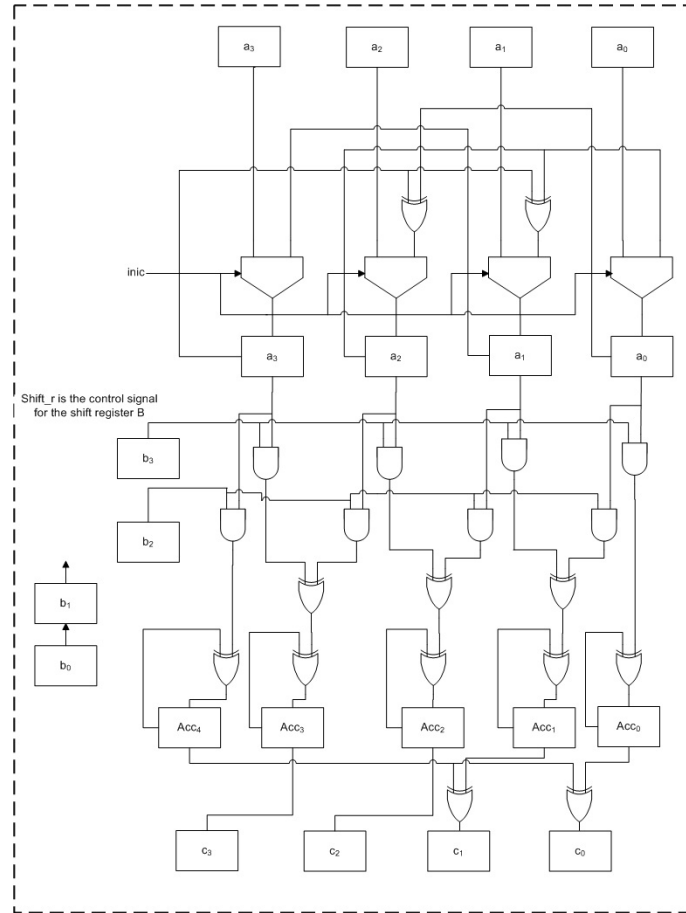 a₃ a₂ a₁ a₀
inic
a₃ a₂ a₁ a₀
Shift_r is the control signal
for the shift register B
b₃
b₂
b₁
b₀
Acc₄ Acc₃ Acc₂ Acc₁ Acc₀
c₃ c₂ c₁ c₀